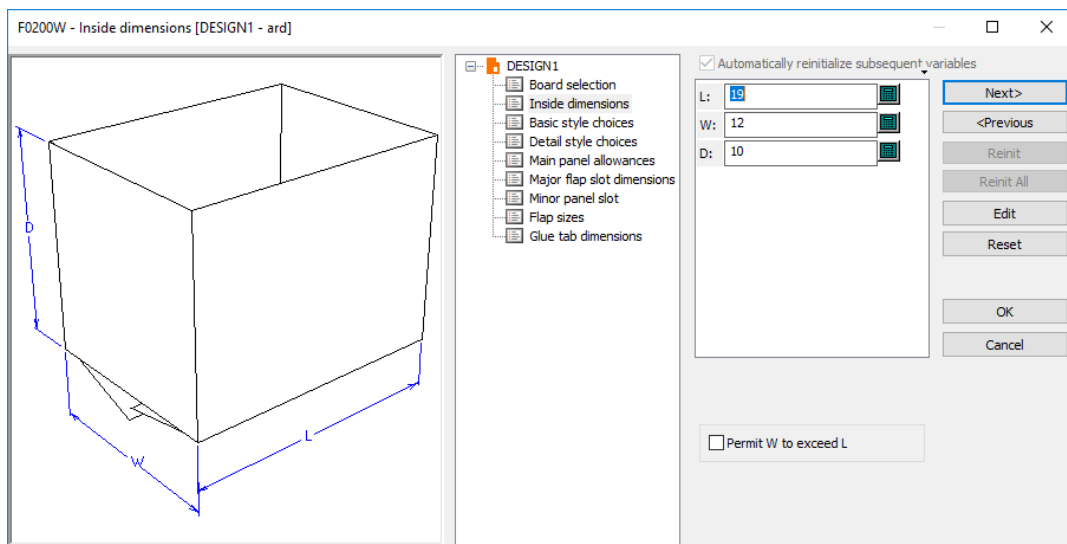 F0200W - Inside dimensions [DESIGN1 - ard]
D
W
L
DESIGN1
Board selection
Inside dimensions
Basic style choices
Detail style choices
Main panel allowances
Major flap slot dimensions
Minor panel slot
Flap sizes
Glue tab dimensions
Automatically reinitialize subsequent variables
L: 19
W: 12
D: 10
Permit W to exceed L
Next>
<Previous
Reinit
Reinit All
Edit
Reset
OK
Cancel